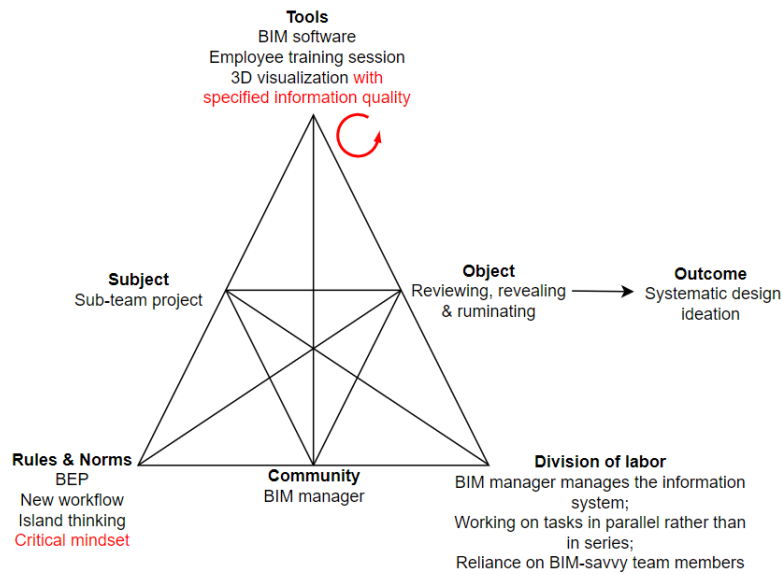 Tools
BIM software
Employee training session
3D visualization with
specified information quality
Subject
Sub-team project
Object
Reviewing, revealing
& ruminating
Outcome
Systematic design
ideation
Rules & Norms
BEP
New workflow
Island thinking
Critical mindset
Community
BIM manager
Division of labor
BIM manager manages the information
system;
Working on tasks in parallel rather than
in series;
Reliance on BIM-savvy team members